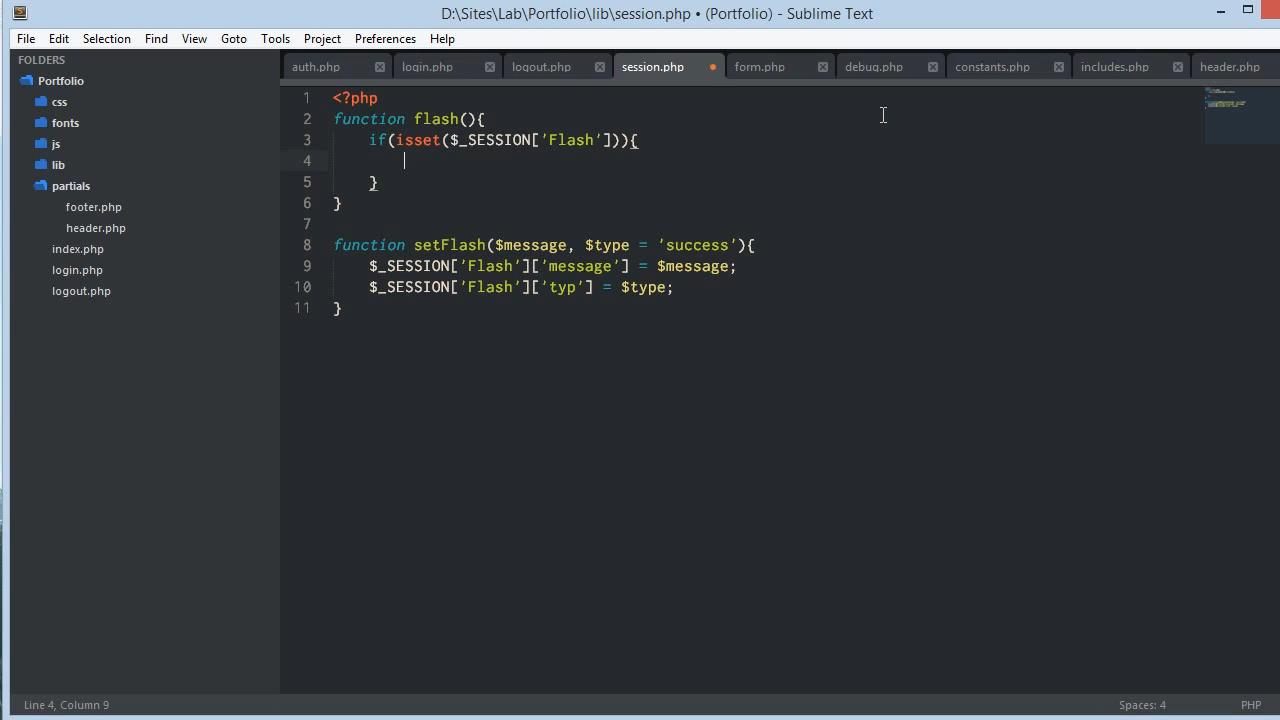 D:\Sites\Lab\Portfolio\lib\session.php • (Portfolio) - Sublime Text
File Edit Selection Find View Goto Tools Project Preferences Help
FOLDERS
Portfolio
css
fonts
js
lib
partials
footer.php
header.php
index.php
login.php
logout.php
auth.php login.php logout.php session.php form.php debug.php constants.php includes.php header.php
1 <?php
2 function flash(){
3 if(isset($_SESSION['Flash'])){
4
5 }
6 }
7
8 function setFlash($message, $type = 'success'){
9 $_SESSION['Flash']['message'] = $message;
10 $_SESSION['Flash']['typ'] = $type;
11 }
Line 4, Column 9 Spaces: 4 PHP